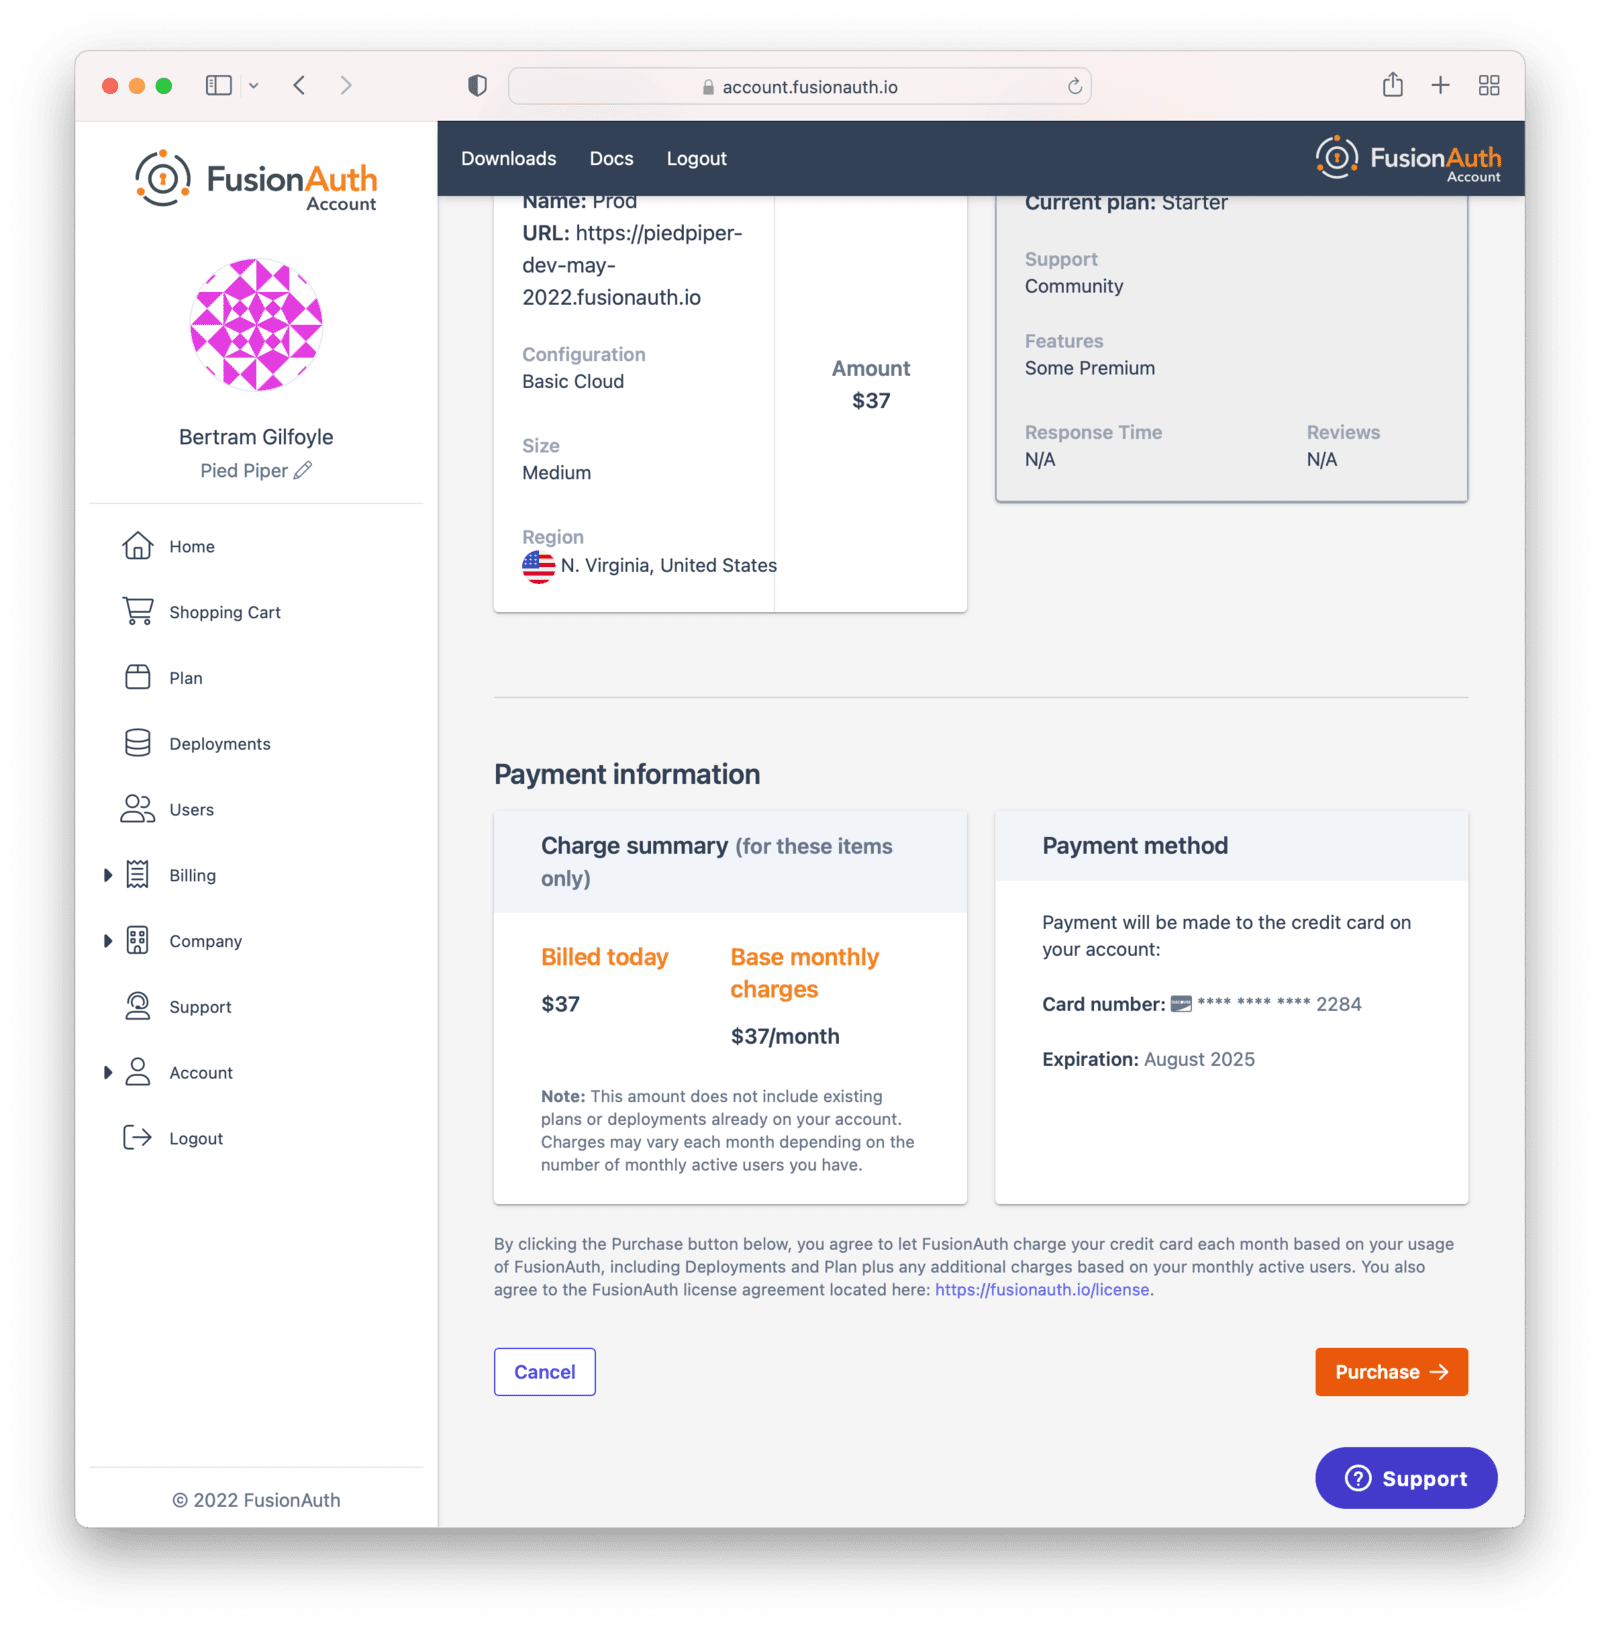 account.fusionauth.io
FusionAuth
Account
Downloads
Docs
Logout
FusionAuth
Account
Bertram Gilfoyle
Pied Piper
Home
Shopping Cart
Plan
Deployments
Users
Billing
Company
Support
Account
Logout
© 2022 FusionAuth
Name: Prod
URL: https://piedpiper-
dev-may-
2022.fusionauth.io
Configuration
Basic Cloud
Size
Medium
Region
N. Virginia, United States
Amount
$37
Current plan: Starter
Support
Community
Features
Some Premium
Response Time
N/A
Reviews
N/A
Payment information
Charge summary (for these items
only)
Billed today
$37
Base monthly
charges
$37/month
Note: This amount does not include existing
plans or deployments already on your account.
Charges may vary each month depending on the
number of monthly active users you have.
Payment method
Payment will be made to the credit card on
your account:
Card number: **** **** **** 2284
Expiration: August 2025
By clicking the Purchase button below, you agree to let FusionAuth charge your credit card each month based on your usage
of FusionAuth, including Deployments and Plan plus any additional charges based on your monthly active users. You also
agree to the FusionAuth license agreement located here: https://fusionauth.io/license.
Cancel
Purchase →
Support